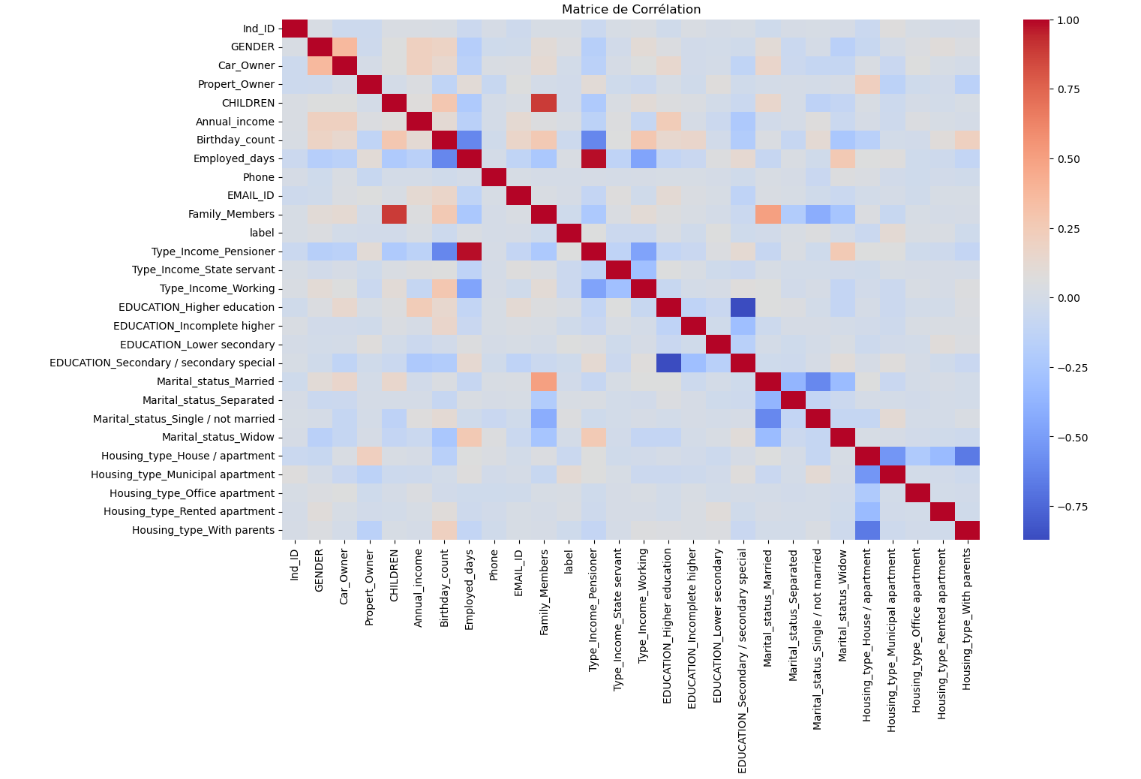 Matrice de Corrélation
Ind_ID
GENDER
Car_Owner
Propert_Owner
CHILDREN
Annual_income
Birthday_count
Employed_days
Phone
EMAIL_ID
Family_Members
label
Type_Income_Pensioner
Type_Income_State servant
Type_Income_Working
EDUCATION_Higher education
EDUCATION_Incomplete higher
EDUCATION_Lower secondary
EDUCATION_Secondary / secondary special
Marital_status_Married
Marital_status_Separated
Marital_status_Single / not married
Marital_status_Widow
Housing_type_House / apartment
Housing_type_Municipal apartment
Housing_type_Office apartment
Housing_type_Rented apartment
Housing_type_With parents
Ind_ID
GENDER
Car_Owner
Propert_Owner
CHILDREN
Annual_income
Birthday_count
Employed_days
Phone
EMAIL_ID
Family_Members
label
Type_Income_Pensioner
Type_Income_State servant
Type_Income_Working
EDUCATION_Higher education
EDUCATION_Incomplete higher
EDUCATION_Lower secondary
EDUCATION_Secondary / secondary special
Marital_status_Married
Marital_status_Separated
Marital_status_Single / not married
Marital_status_Widow
Housing_type_House / apartment
Housing_type_Municipal apartment
Housing_type_Office apartment
Housing_type_Rented apartment
Housing_type_With parents
1.00
0.75
0.50
0.25
0.00
−0.25
−0.50
−0.75